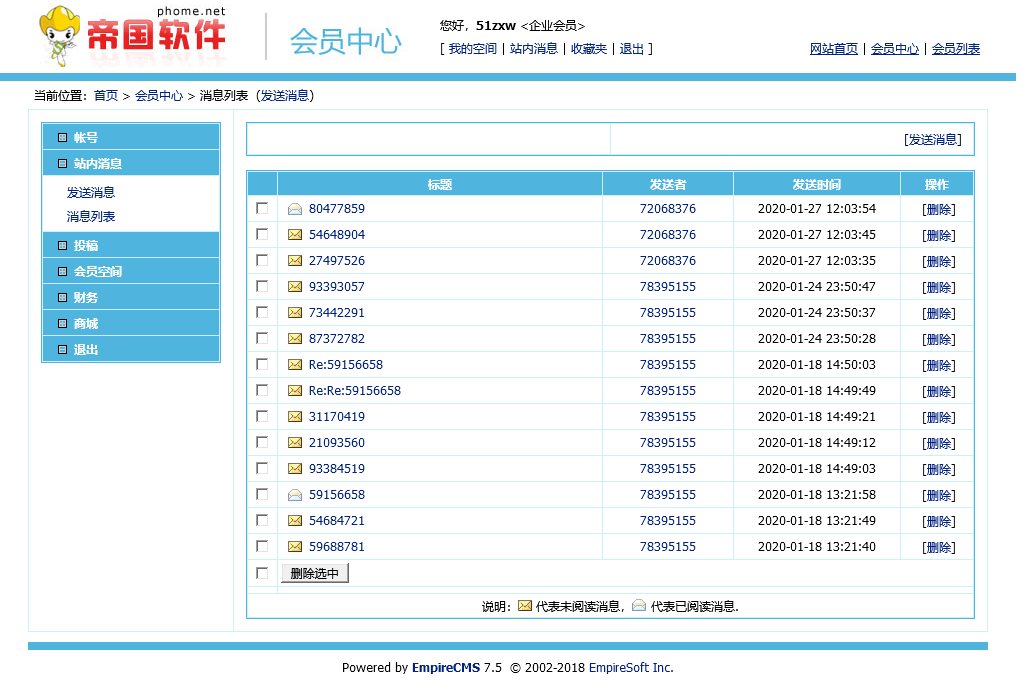 phome.net
帝国软件
会员中心
您好，51zxw <企业会员>
[ 我的空间 | 站内消息 | 收藏夹 | 退出 ]
网站首页 | 会员中心 | 会员列表
当前位置：首页 > 会员中心 > 消息列表 (发送消息)
帐号
站内消息
发送消息
消息列表
投稿
会员空间
财务
商城
退出
[发送消息]
标题 发送者 发送时间 操作
80477859 72068376 2020-01-27 12:03:54 [删除]
54648904 72068376 2020-01-27 12:03:45 [删除]
27497526 72068376 2020-01-27 12:03:35 [删除]
93393057 78395155 2020-01-24 23:50:47 [删除]
73442291 78395155 2020-01-24 23:50:37 [删除]
87372782 78395155 2020-01-24 23:50:28 [删除]
Re:59156658 78395155 2020-01-18 14:50:03 [删除]
Re:Re:59156658 78395155 2020-01-18 14:49:49 [删除]
31170419 78395155 2020-01-18 14:49:21 [删除]
21093560 78395155 2020-01-18 14:49:12 [删除]
93384519 78395155 2020-01-18 14:49:03 [删除]
59156658 78395155 2020-01-18 13:21:58 [删除]
54684721 78395155 2020-01-18 13:21:49 [删除]
59688781 78395155 2020-01-18 13:21:40 [删除]
删除选中
说明：代表未阅读消息，代表已阅读消息.
Powered by EmpireCMS 7.5 © 2002-2018 EmpireSoft Inc.